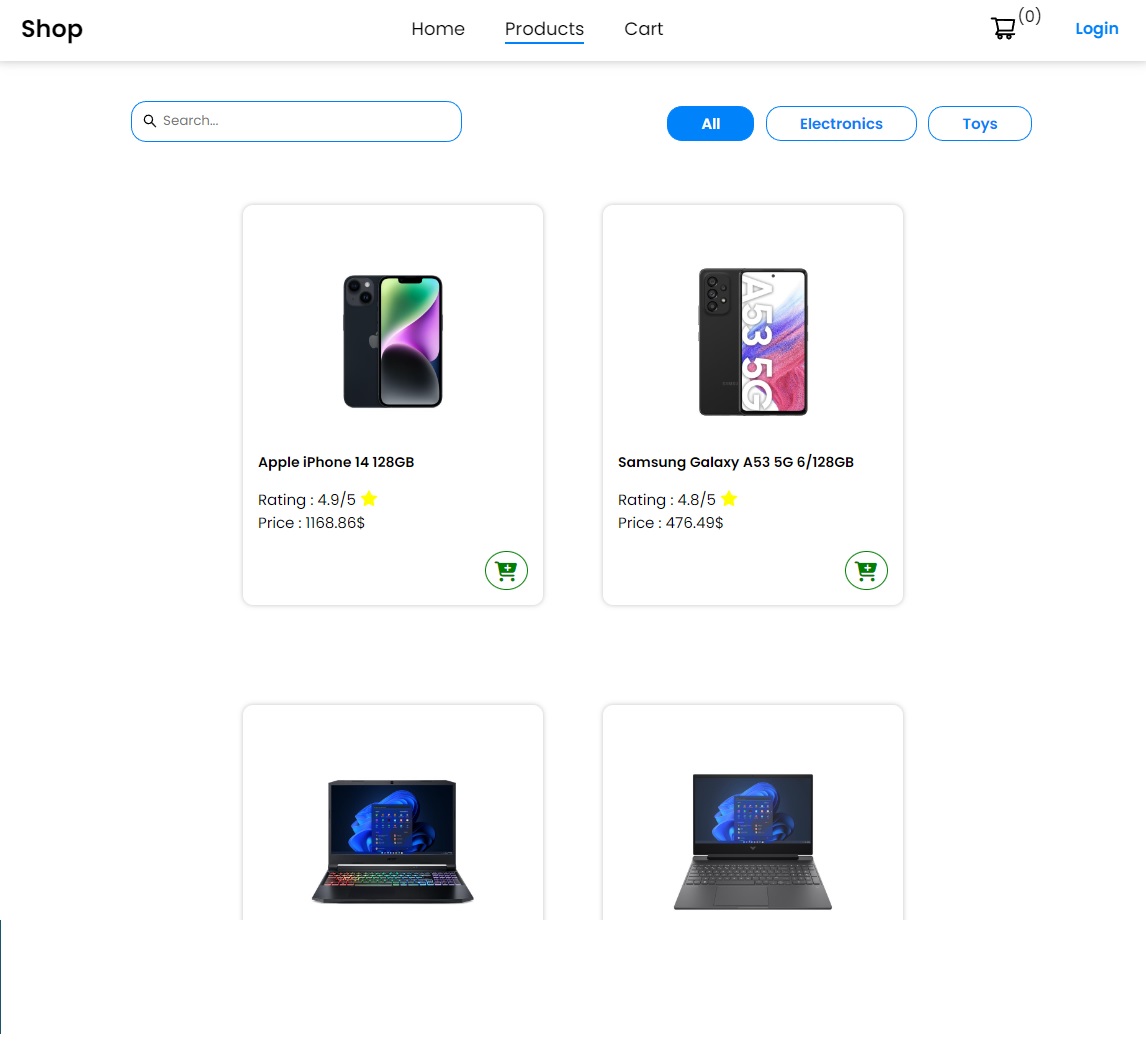 Shop
Home
Products
Cart
(0)
Login
Search...
All
Electronics
Toys
A53 5G
Apple iPhone 14 128GB
Samsung Galaxy A53 5G 6/128GB
Rating : 4.9/5
Rating : 4.8/5
Price : 1168.86$
Price : 476.49$